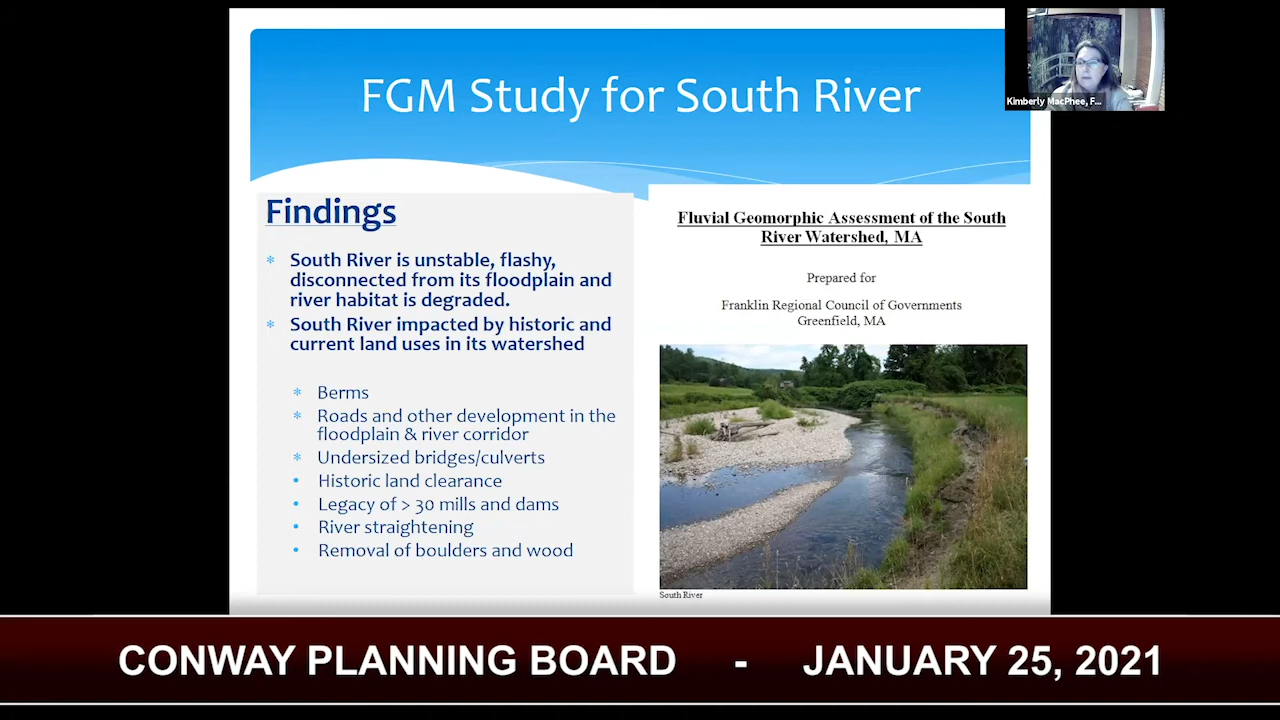 FGM Study for South River
Kimberly MacPhee, F...
Findings
* South River is unstable, flashy,
disconnected from its floodplain and
river habitat is degraded.
* South River impacted by historic and
current land uses in its watershed
* Berms
* Roads and other development in the
floodplain & river corridor
* Undersized bridges/culverts
• Historic land clearance
• Legacy of > 30 mills and dams
• River straightening
• Removal of boulders and wood
Fluvial Geomorphic Assessment of the South
River Watershed, MA
Prepared for
Franklin Regional Council of Governments
Greenfield, MA
South River
CONWAY PLANNING BOARD - JANUARY 25, 2021